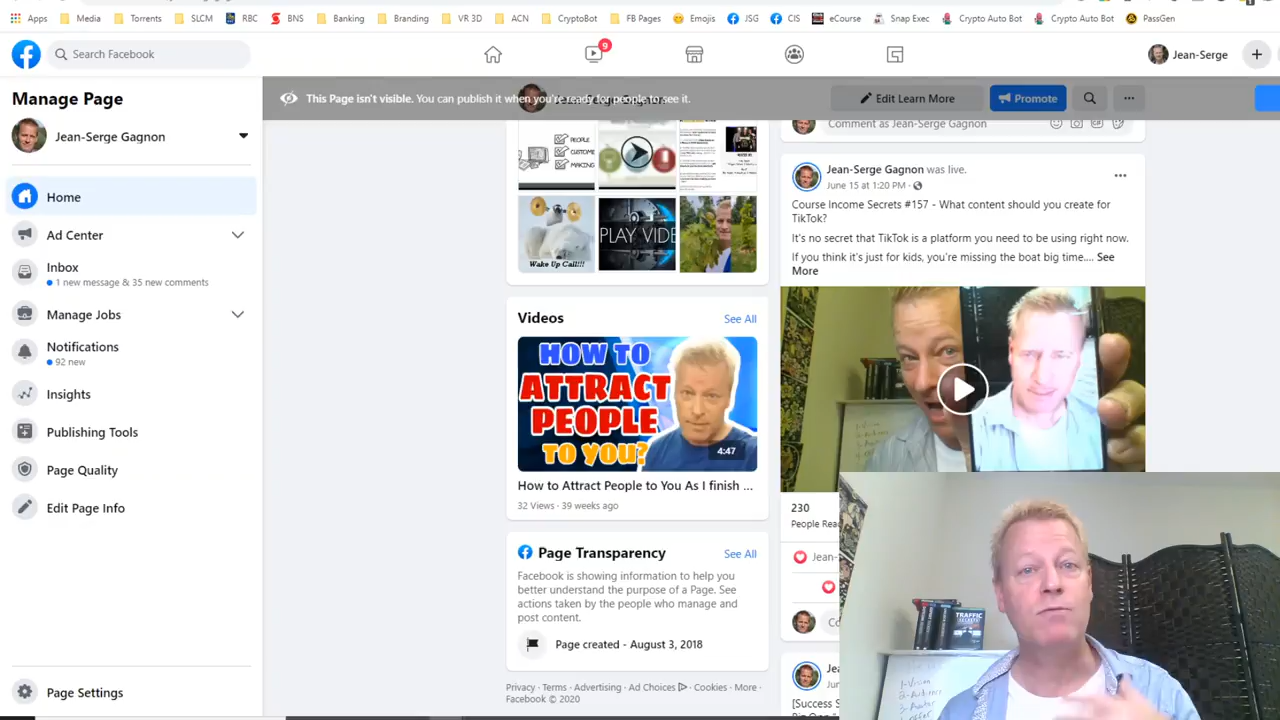 Apps Media Torrents SLCM RBC BNS Banking Branding VR 3D ACN CryptoBot FB Pages Emojis JSG CIS eCourse Snap Exec Crypto Auto Bot Crypto Auto Bot PassGen
Search Facebook
9
Jean-Serge
Manage Page
Jean-Serge Gagnon
Home
Ad Center
Inbox
1 new message & 35 new comments
Manage Jobs
Notifications
92 new
Insights
Publishing Tools
Page Quality
Edit Page Info
Page Settings
This Page isn't visible. You can publish it when you're ready for people to see it.
Edit Learn More
Promote
PEOPLE
MAKING
Wake Up Call!!!
PLAY VIDE
Videos
See All
HOW TO
ATTRACT
PEOPLE
TO YOU?
4:47
How to Attract People to You As I finish ...
32 Views · 39 weeks ago
Page Transparency
See All
Facebook is showing information to help you
better understand the purpose of a Page. See
actions taken by the people who manage and
post content.
Page created - August 3, 2018
Privacy · Terms · Advertising · Ad Choices · Cookies · More ·
Facebook © 2020
Comment as Jean-Serge Gagnon
Jean-Serge Gagnon was live.
June 15 at 1:20 PM ·
Course Income Secrets #157 - What content should you create for
TikTok?
It's no secret that TikTok is a platform you need to be using right now.
If you think it's just for kids, you're missing the boat big time.... See
More
230
People Rea
Jean-
Co
TRAFFIC
SECRETS
1-Vision
Jea
[Success S